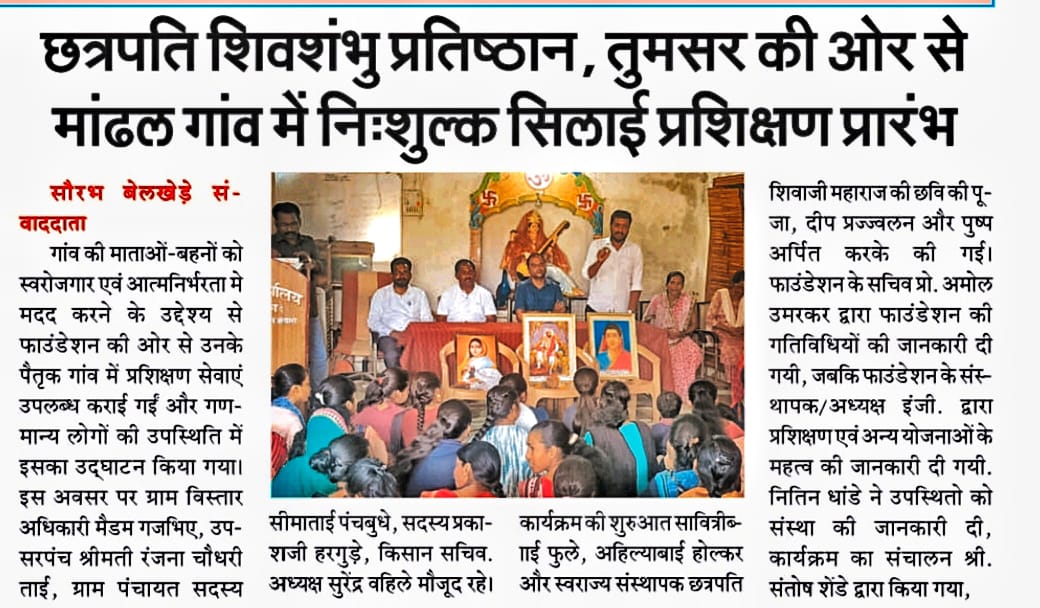 छत्रपति शिवशंभु प्रतिष्ठान, तुमसर की ओर से
मांढल गांव में निःशुल्क सिलाई प्रशिक्षण प्रारंभ
सौरभ बेलखेड़े सं-
वाददाता
गांव की माताओं-बहनों को
स्वरोजगार एवं आत्मनिर्भरता मे
मदद करने के उद्देश्य से
फाउंडेशन की ओर से उनके
पैतृक गांव में प्रशिक्षण सेवाएं
उपलब्ध कराई गईं और गण-
मान्य लोगों की उपस्थिति में
इसका उद्घाटन किया गया।
इस अवसर पर ग्राम विस्तार
अधिकारी मैडम गजभिए, उप-
सरपंच श्रीमती रंजना चौधरी
ताई, ग्राम पंचायत सदस्य
सीमाताई पंचबुधे, सदस्य प्रका-
शजी हरगुडे, किसान सचिव.
अध्यक्ष सुरेंद्र वहिले मौजूद रहे।
कार्यक्रम की शुरुआत सावित्रीब-
ाई फुले, अहिल्याबाई होल्कर
और स्वराज्य संस्थापक छत्रपति
शिवाजी महाराज की छवि की पू-
जा, दीप प्रज्ज्वलन और पुष्प
अर्पित करके की गई।
फाउंडेशन के सचिव प्रो. अमोल
उमरकर द्वारा फाउंडेशन की
गतिविधियों की जानकारी दी
गयी, जबकि फाउंडेशन के संस-
थापक/अध्यक्ष इंजी. द्वारा
प्रशिक्षण एवं अन्य योजनाओं के
महत्व की जानकारी दी गयी.
नितिन धांडे ने उपस्थितो को
संस्था की जानकारी दी,
कार्यक्रम का संचालन श्री.
संतोष शेंडे द्वारा किया गया,